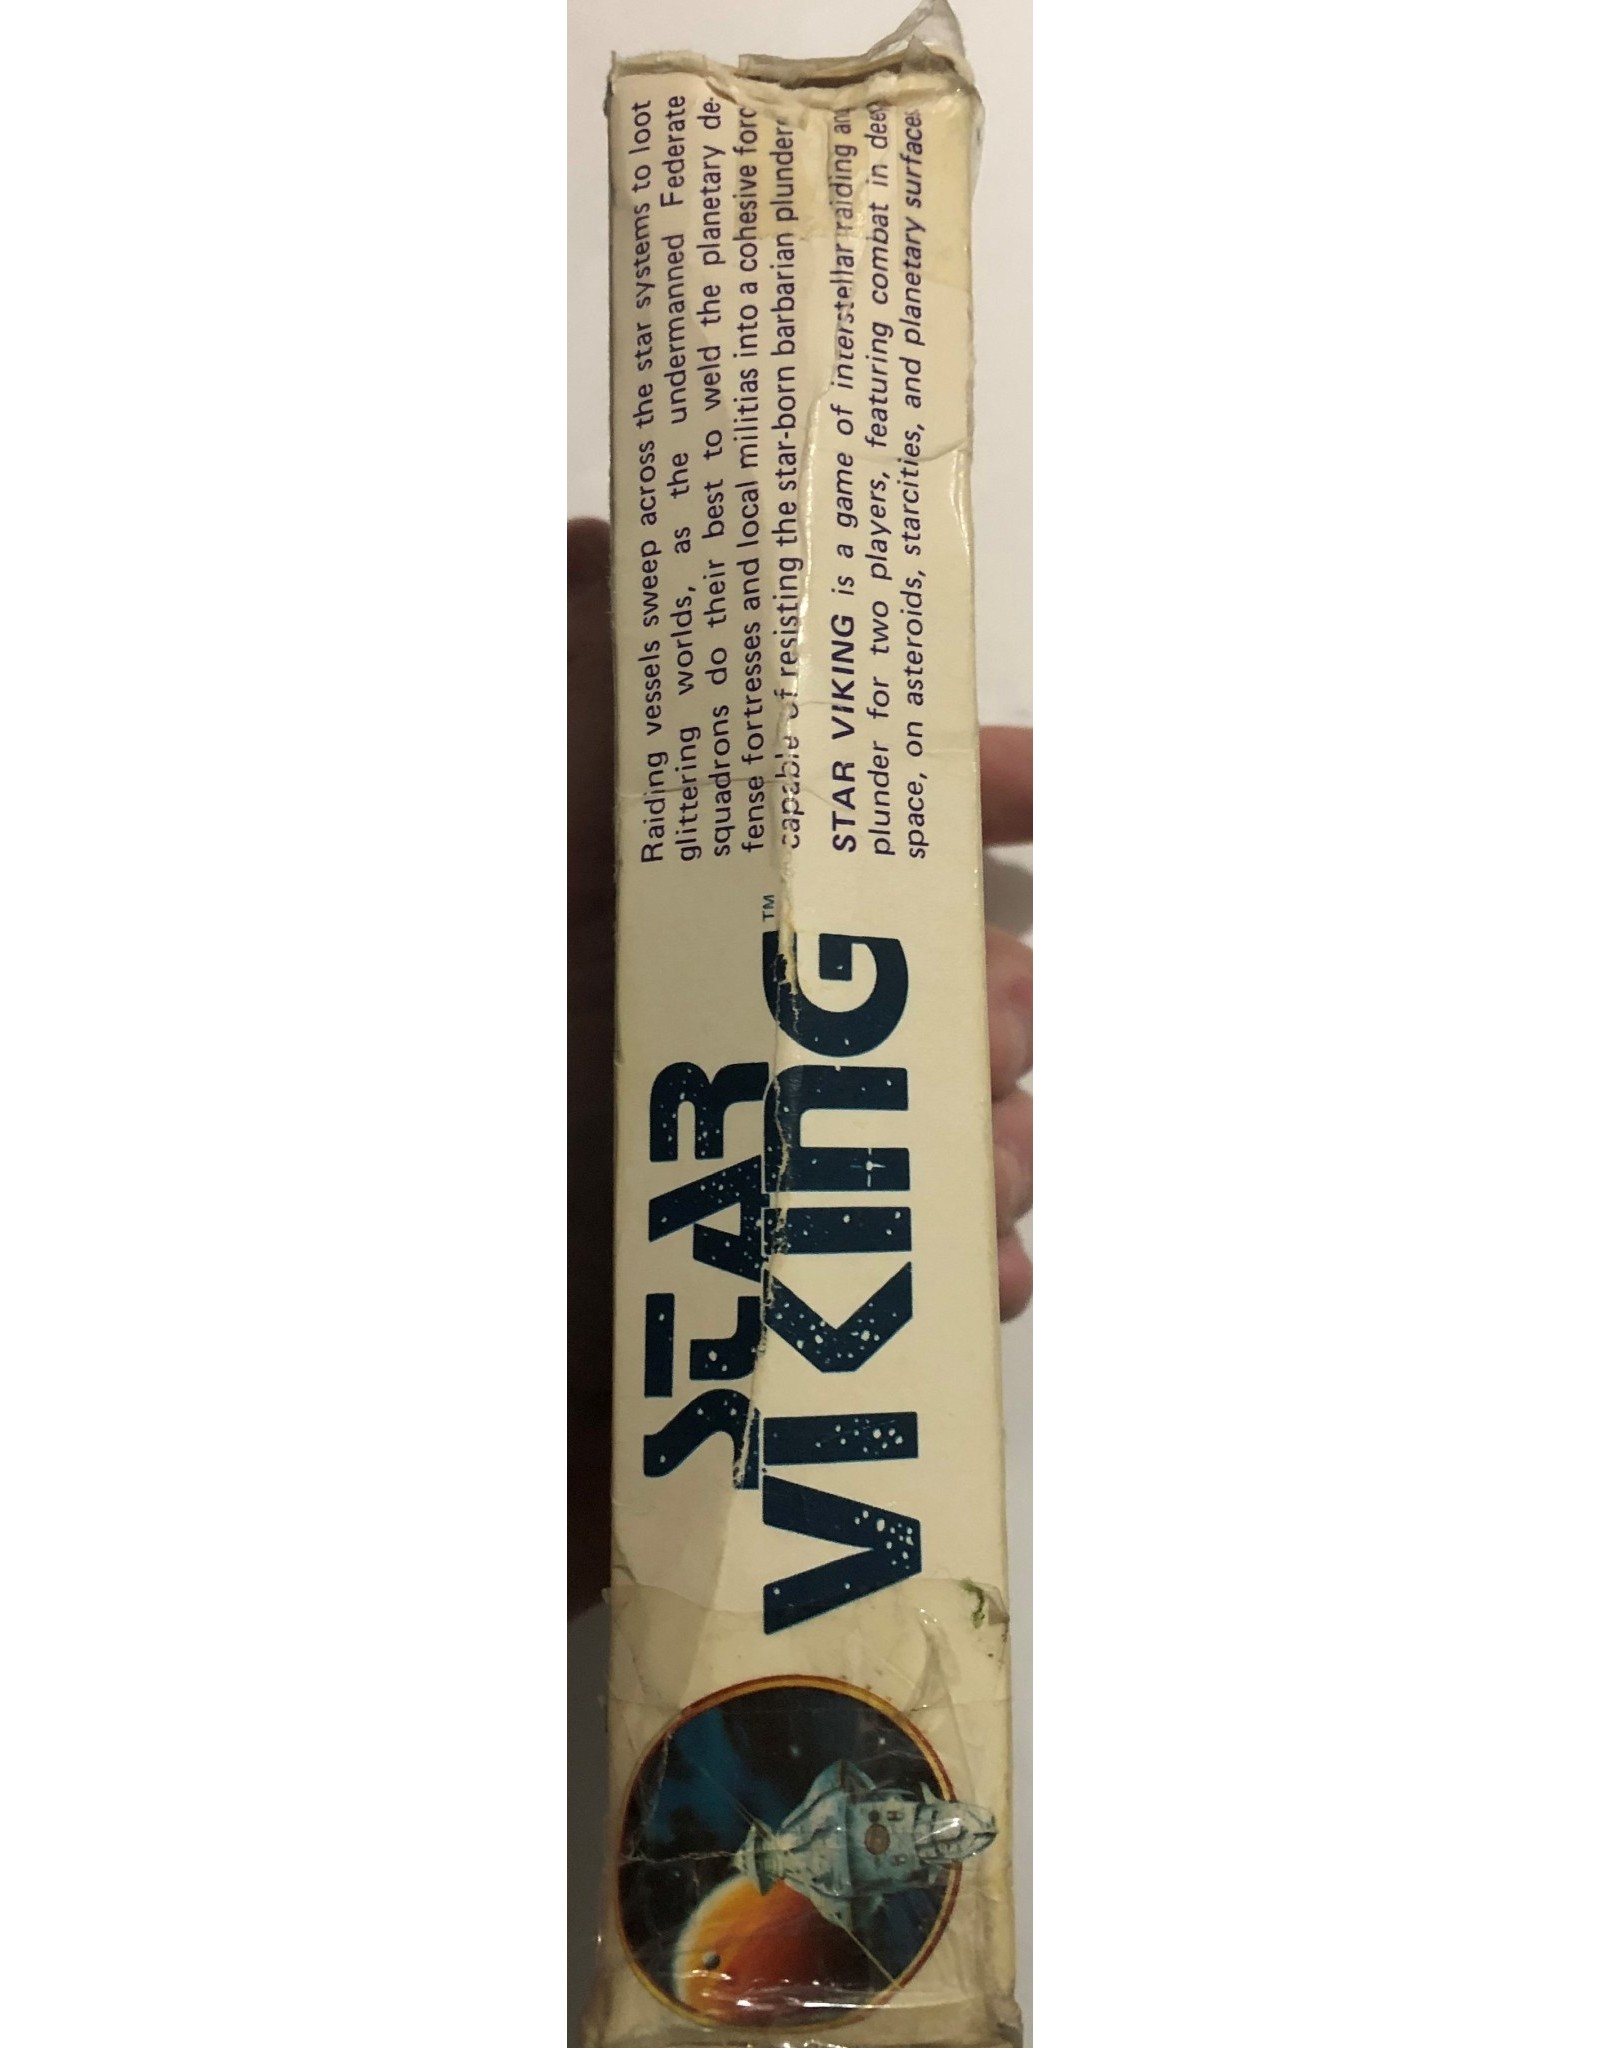 STAR
VIKING™
Raiding vessels sweep across the star systems to loot
glittering worlds, as the undermanned Federate
squadrons do their best to weld the planetary de-
fense fortresses and local militias into a cohesive forc
capable of resisting the star-born barbarian plunder
STAR VIKING is a game of interstellar raiding an
plunder for two players, featuring combat in deep
space, on asteroids, starcities, and planetary surfaces